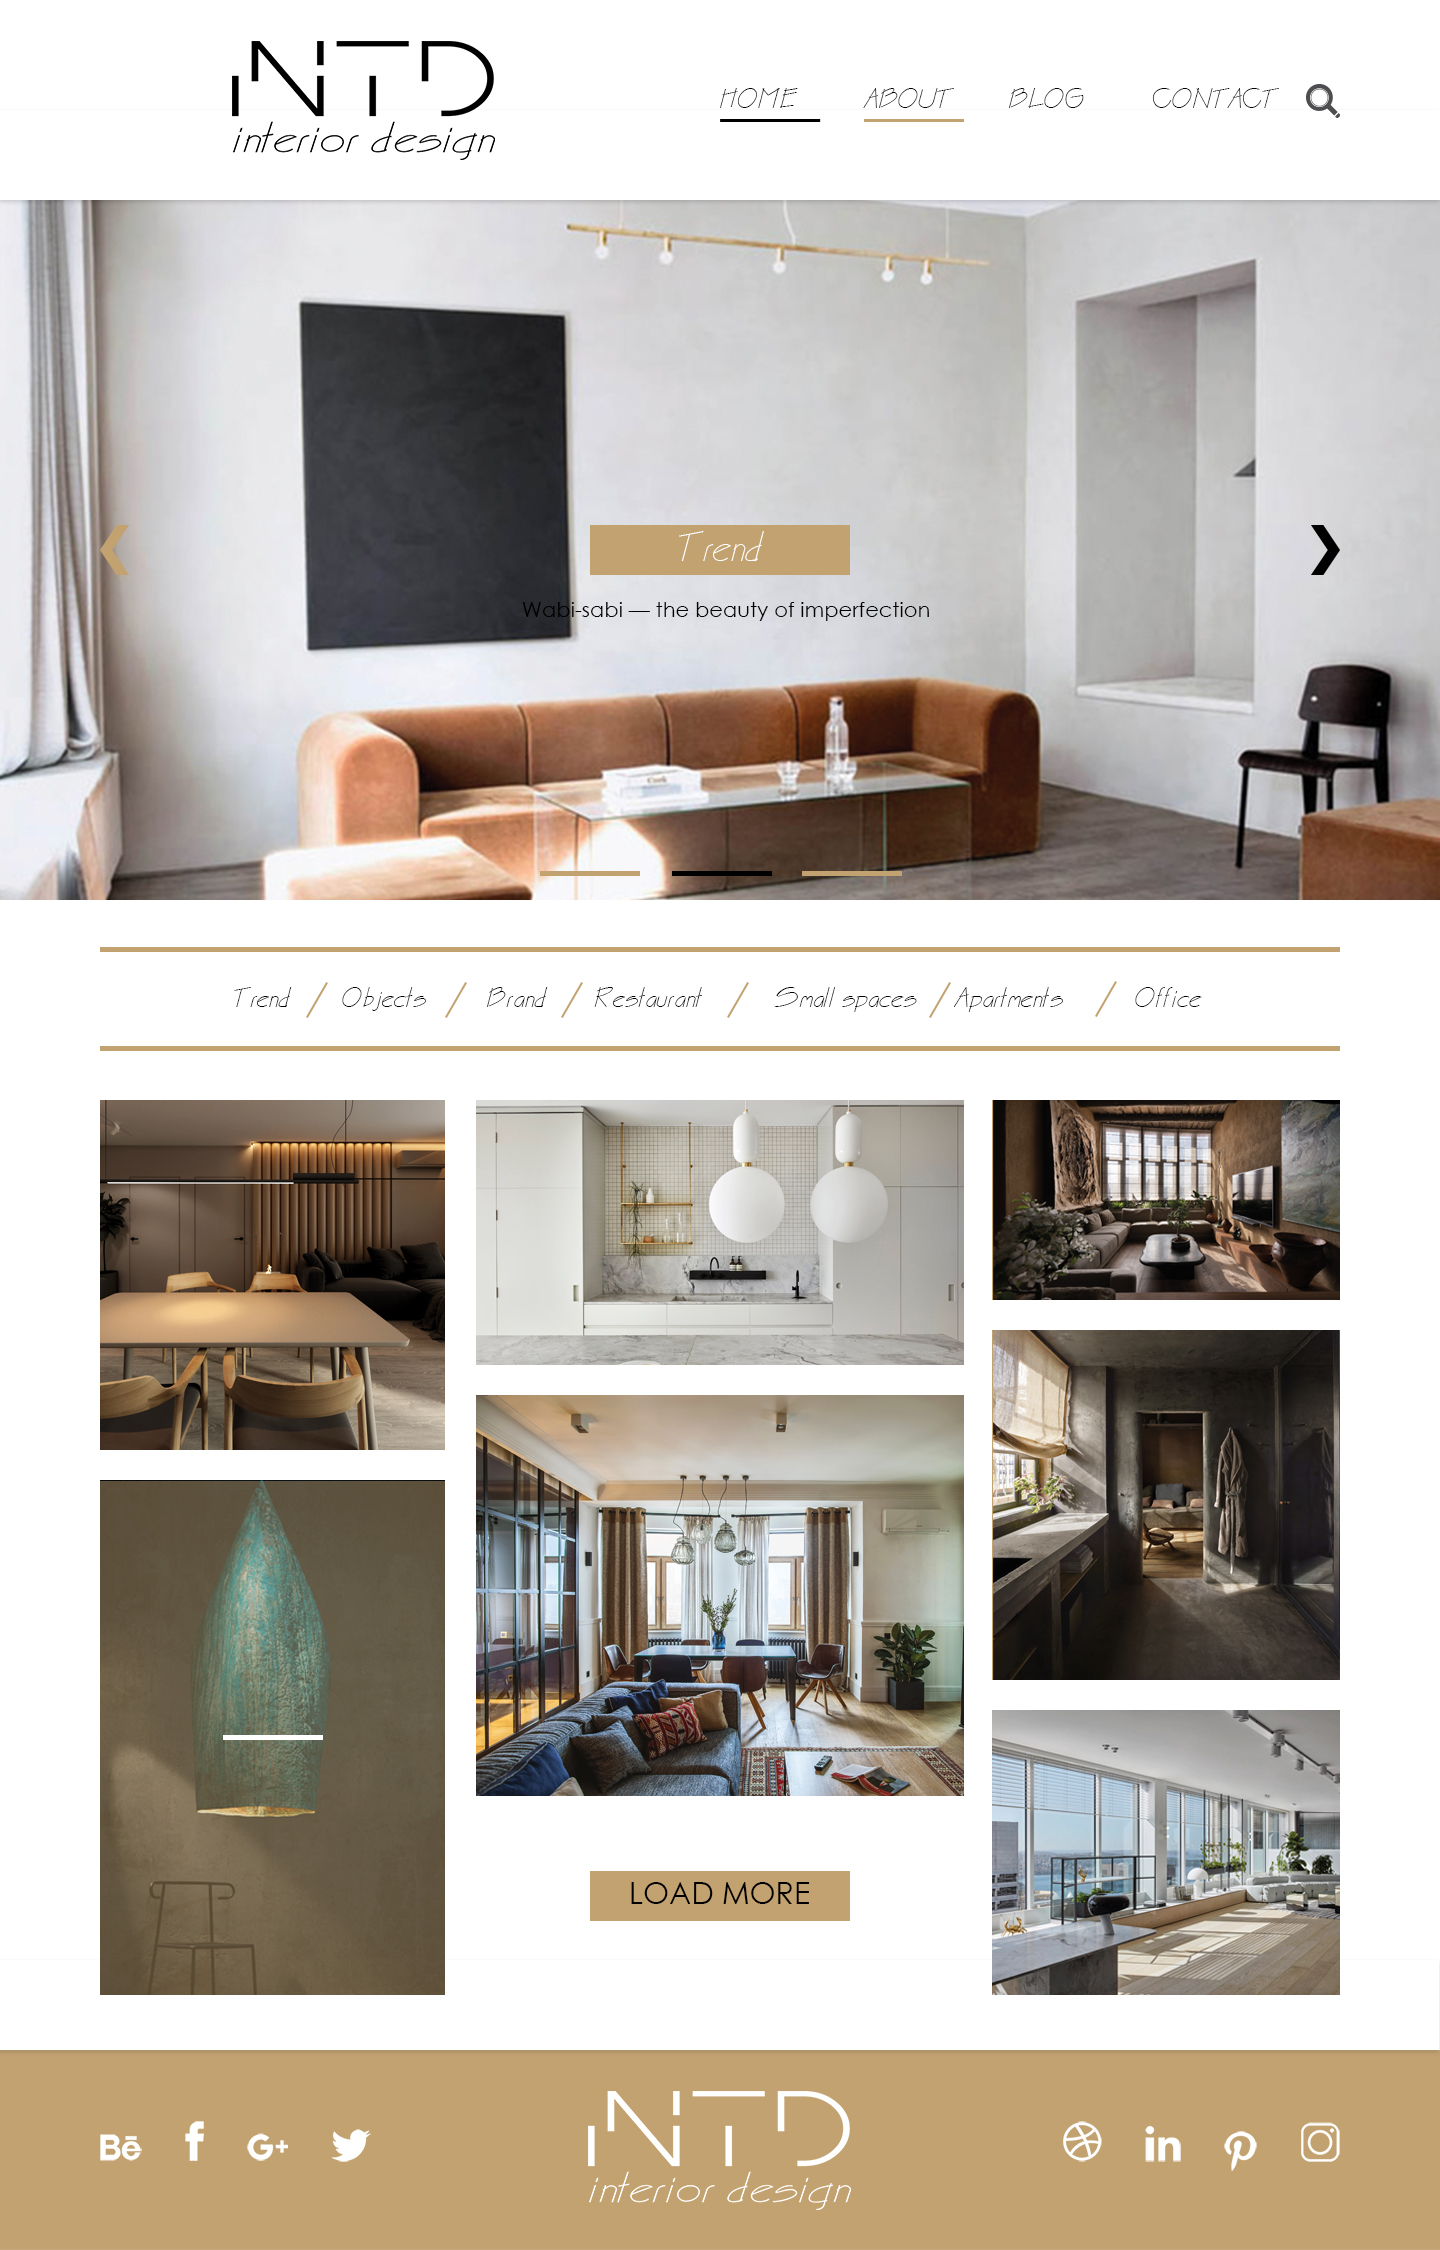 iNTD
interior design
HOME ABOUT BLOG CONTACT
Trend
Wabi-sabi — the beauty of imperfection
Trend / Objects / Brand / Restaurant / Small spaces / Apartments / Office
LOAD MORE
Bē f G+ in
iNTD
interior design